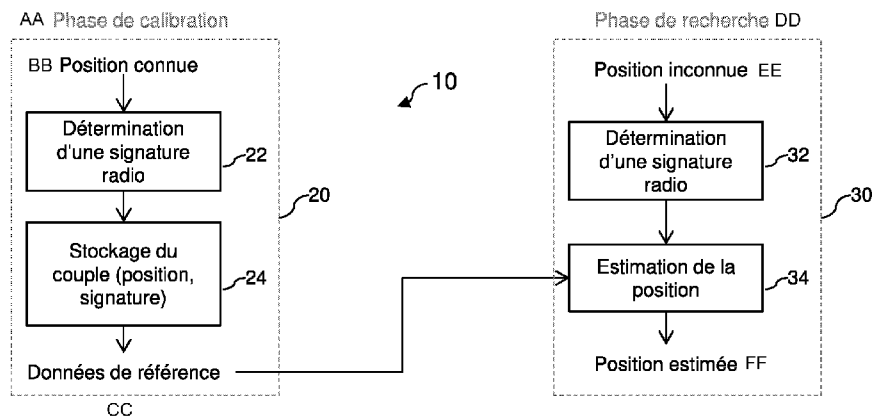 AA Phase de calibration
BB Position connue
Détermination
d'une signature
radio
22
Stockage du
couple (position,
signature)
24
Données de référence
CC
20
10
Phase de recherche DD
Position inconnue EE
Détermination
d'une signature
radio
32
Estimation de la
position
34
Position estimée FF
30